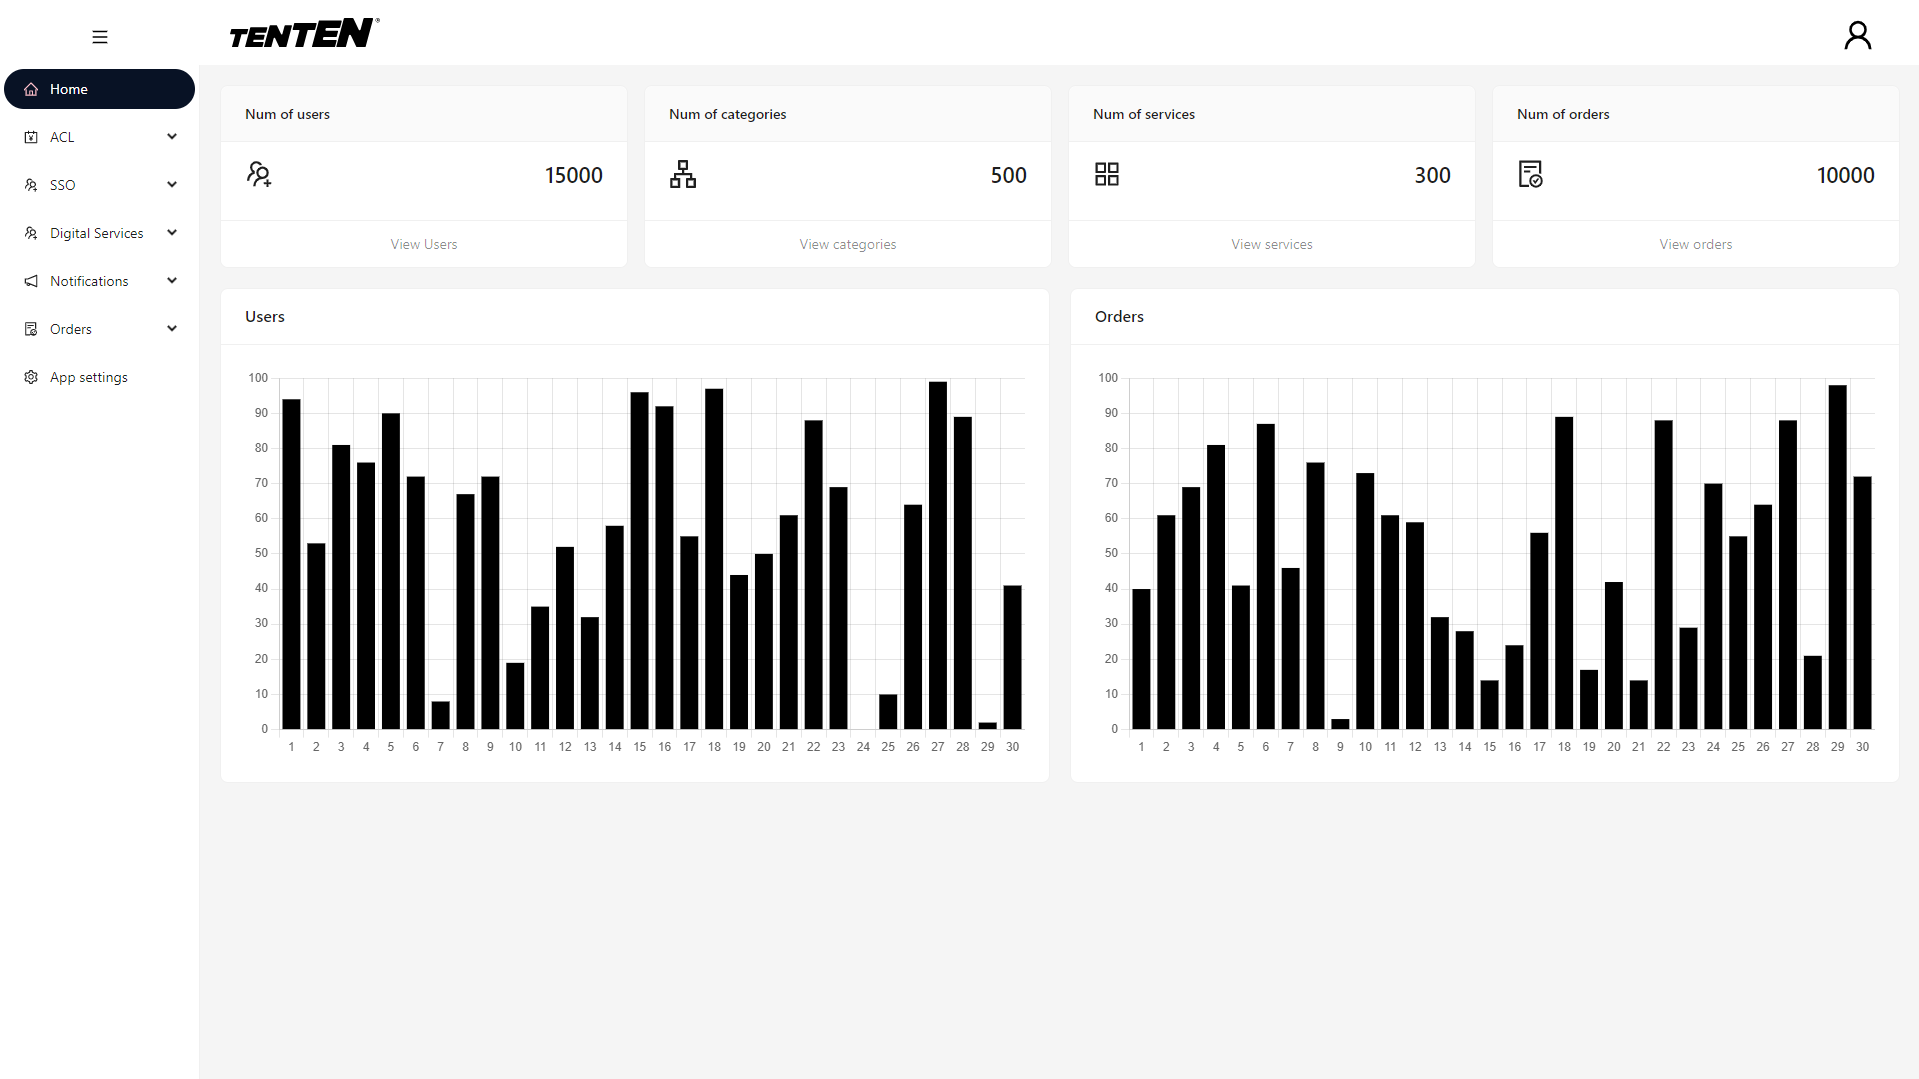 TENTEN®
Home
ACL
SSO
Digital Services
Notifications
Orders
App settings
Num of users
15000
View Users
Num of categories
500
View categories
Num of services
300
View services
Num of orders
10000
View orders
Users
100
90
80
70
60
50
40
30
20
10
0
1 2 3 4 5 6 7 8 9 10 11 12 13 14 15 16 17 18 19 20 21 22 23 24 25 26 27 28 29 30
Orders
100
90
80
70
60
50
40
30
20
10
0
1 2 3 4 5 6 7 8 9 10 11 12 13 14 15 16 17 18 19 20 21 22 23 24 25 26 27 28 29 30